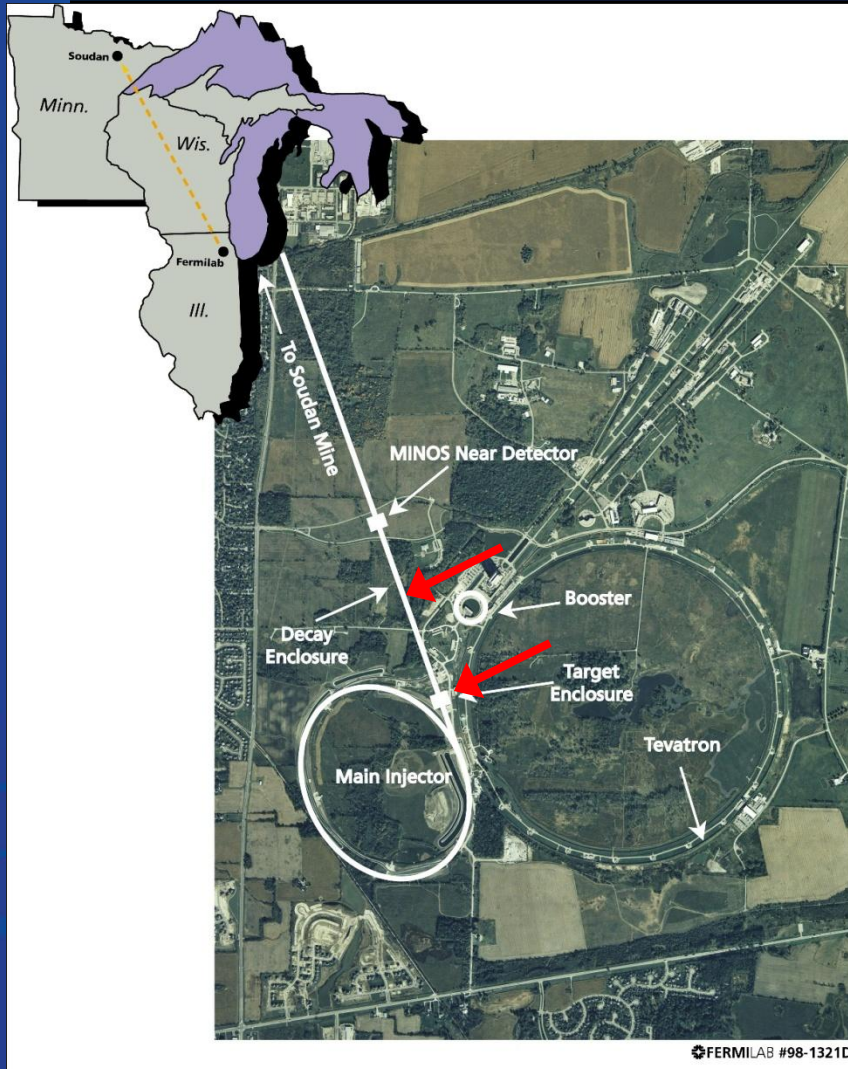 Soudan
Minn.
Wis.
Fermilab
Ill.
To Soudan Mine
MINOS Near Detector
Decay
Enclosure
Booster
Target
Enclosure
Main Injector
Tevatron
FERMILAB #98-1321D